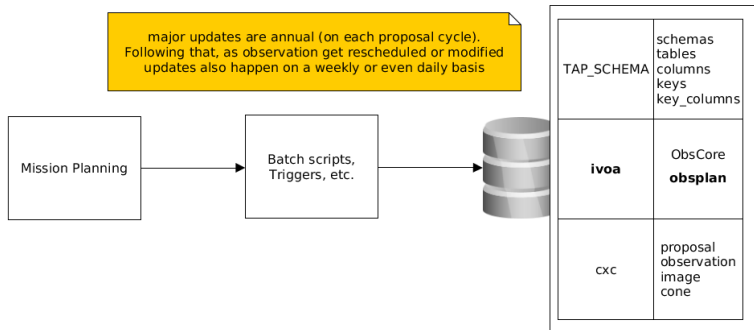 major updates are annual (on each proposal cycle).
Following that, as observation get rescheduled or modified
updates also happen on a weekly or even daily basis
Mission Planning
Batch scripts,
Triggers, etc.
TAP_SCHEMA
schemas
tables
columns
keys
key_columns
ivoa
ObsCore
obsplan
cxc
proposal
observation
image
cone